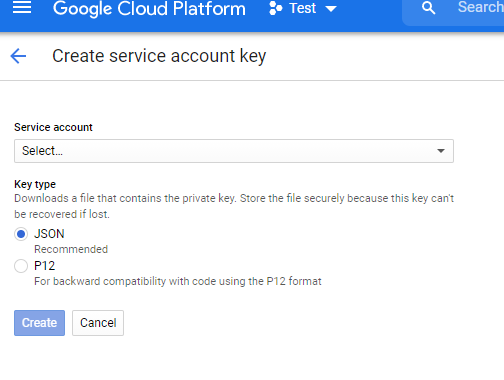 Google Cloud Platform
Test
Search
Create service account key
Service account
Select...
Key type
Downloads a file that contains the private key. Store the file securely because this key can't
be recovered if lost.
JSON
Recommended
P12
For backward compatibility with code using the P12 format
Create
Cancel